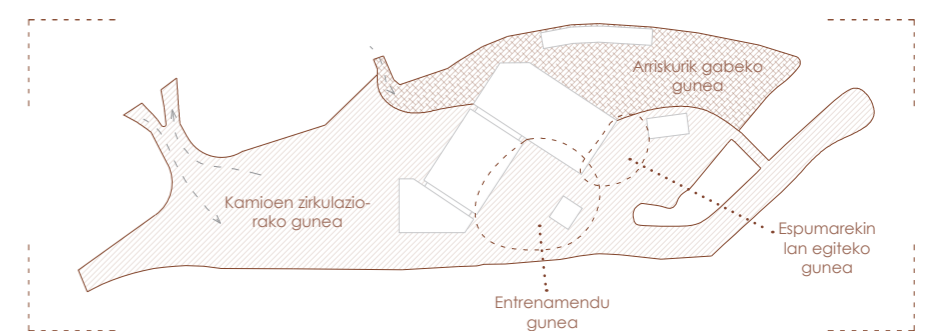 Arriskurik gabeko
gunea
Kamioen zirkulazio-
rako gunea
Espumarekin
lan egiteko
gunea
Entrenamendu
gunea